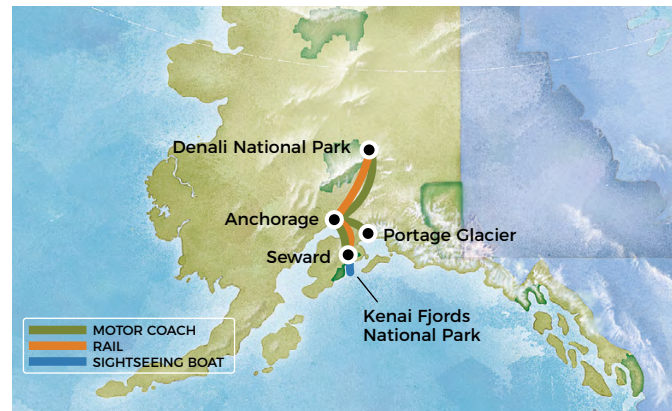 Denali National Park
Anchorage
Portage Glacier
Seward
Kenai Fjords
National Park
MOTOR COACH
RAIL
SIGHTSEEING BOAT